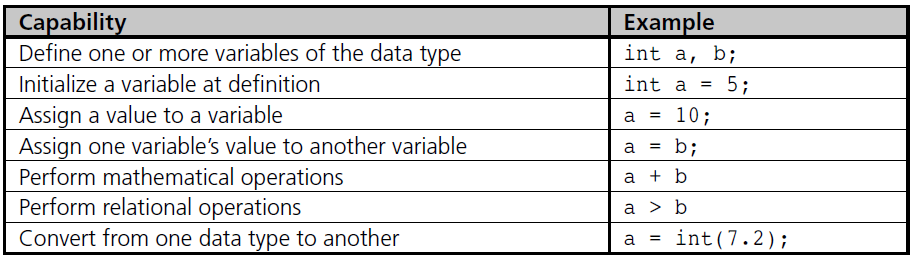 Capability Example
Define one or more variables of the data type int a, b;
Initialize a variable at definition int a = 5;
Assign a value to a variable a = 10;
Assign one variable’s value to another variable a = b;
Perform mathematical operations a + b
Perform relational operations a > b
Convert from one data type to another a = int(7.2);